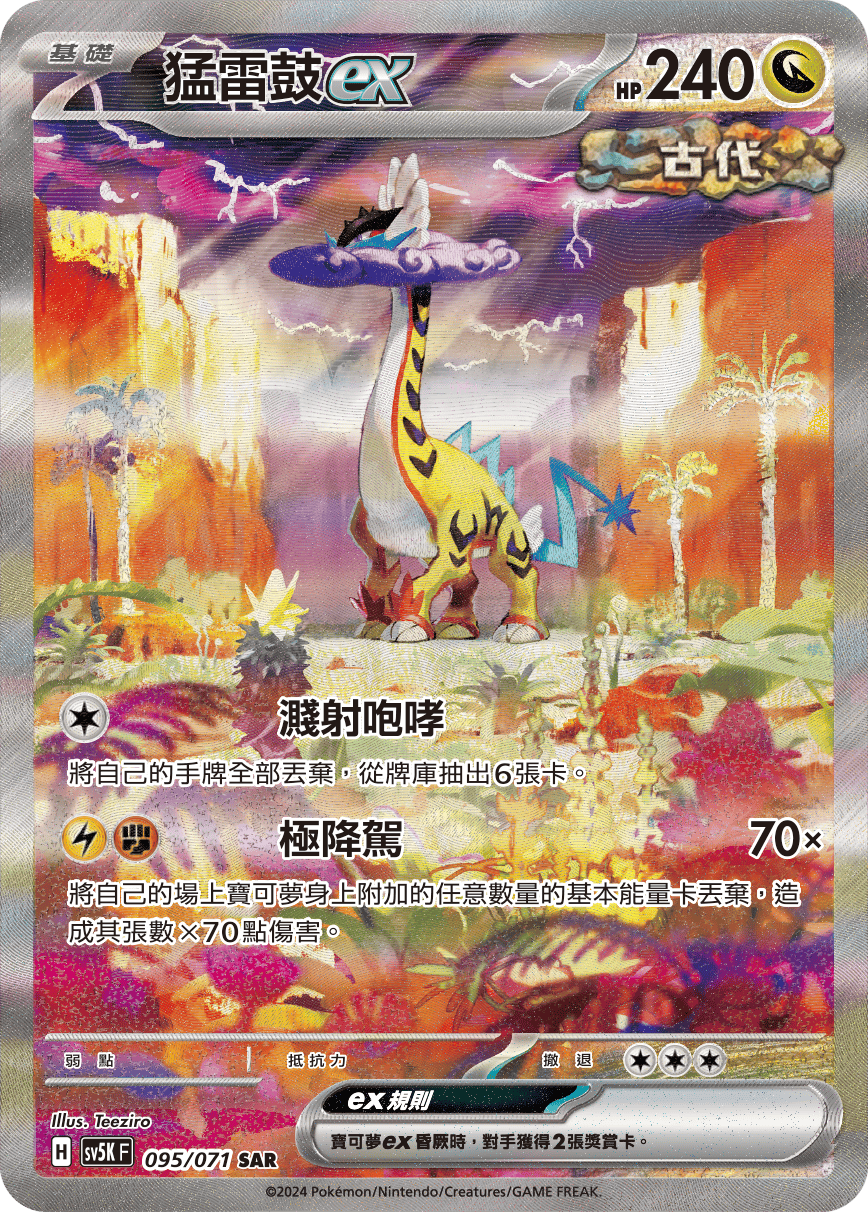 基礎
猛雷鼓ex
HP 240
古代
濺射咆哮
將自己的手牌全部丟棄，從牌庫抽出6張卡。
極降駕 70×
將自己的場上寶可夢身上附加的任意數量的基本能量卡丟棄，造
成其張數×70點傷害。
弱點 抵抗力 撤退
ex規則
寶可夢ex昏厥時，對手獲得2張獎賞卡。
Illus. Teeziro
H sv5K F 095/071 SAR
©2024 Pokémon/Nintendo/Creatures/GAME FREAK.